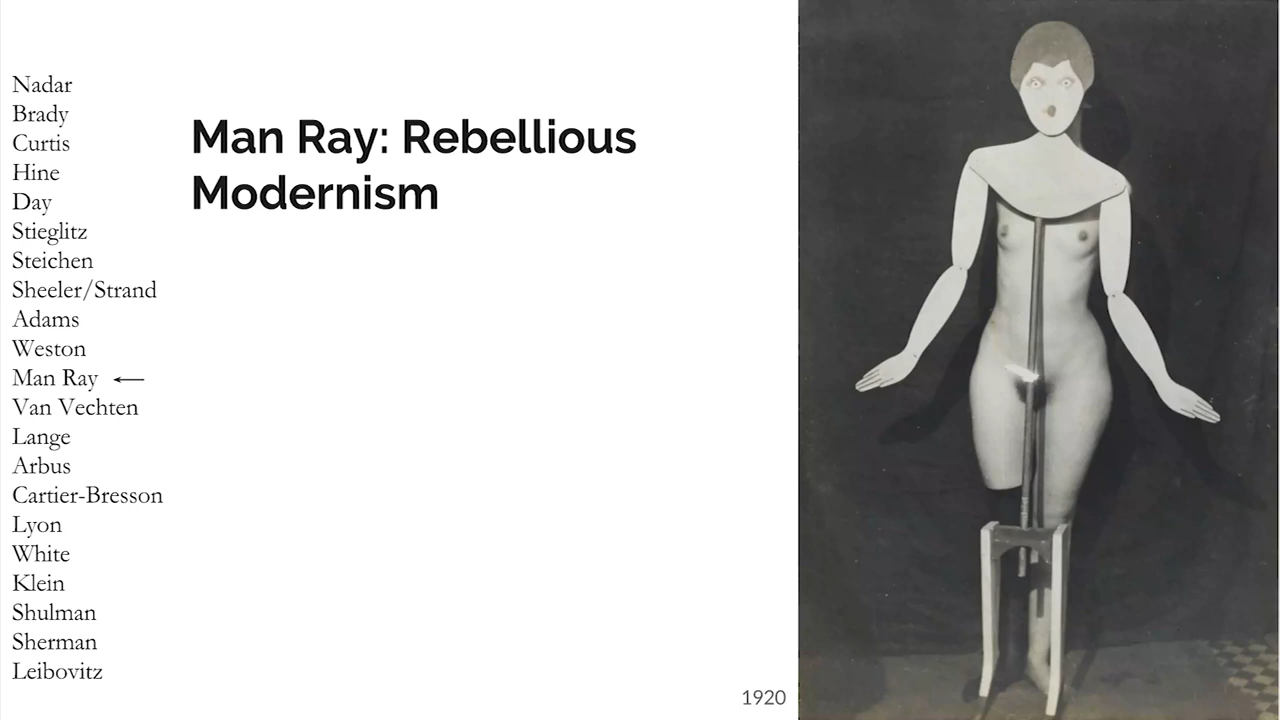 Nadar
Brady
Curtis
Hine
Day
Stieglitz
Steichen
Sheeler/Strand
Adams
Weston
Man Ray
Van Vechten
Lange
Arbus
Cartier-Bresson
Lyon
White
Klein
Shulman
Sherman
Leibovitz
Man Ray: Rebellious
Modernism
1920